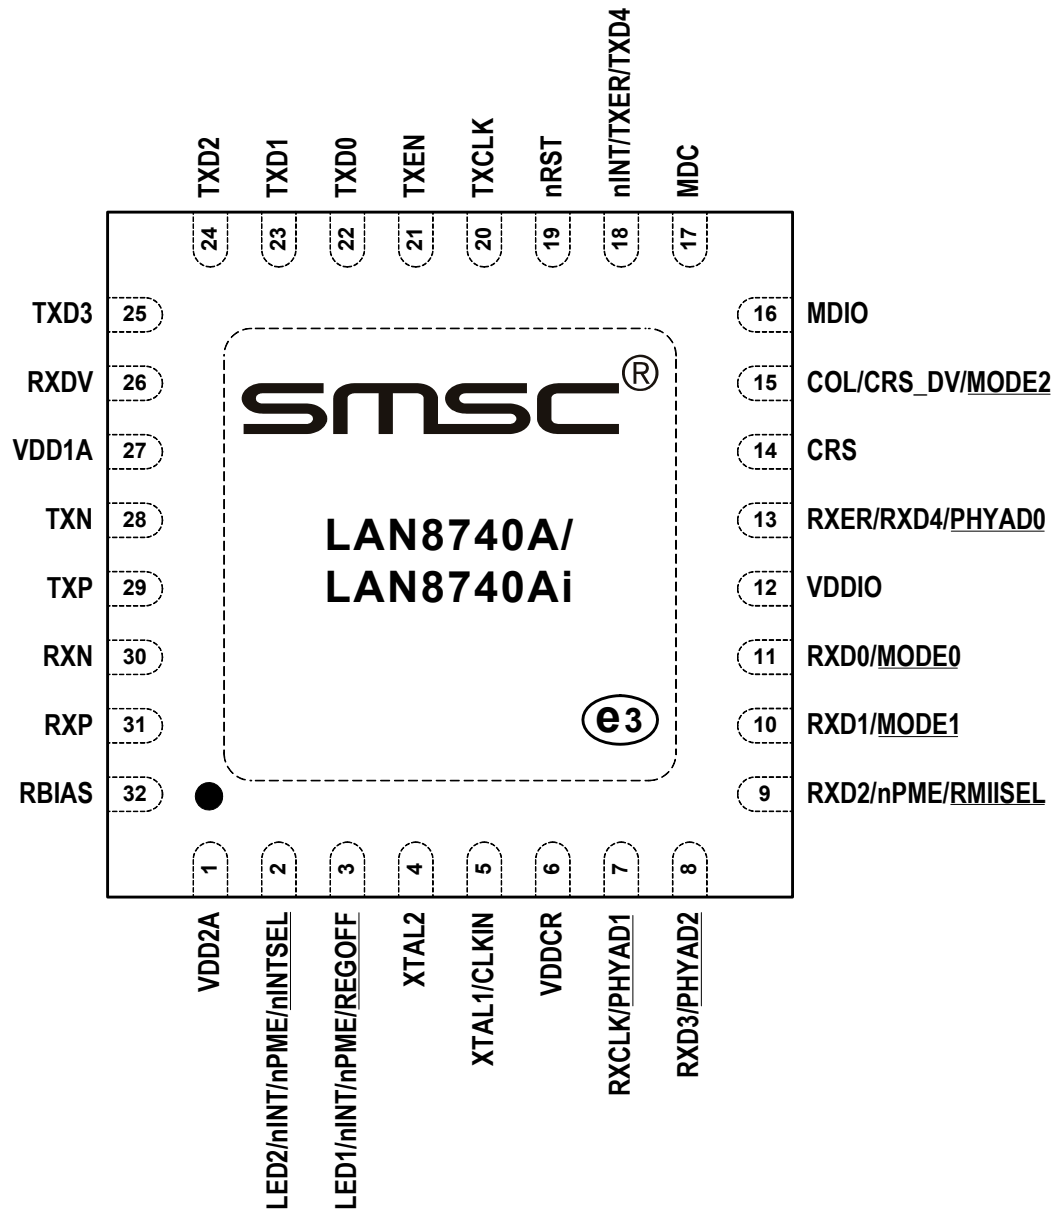 TXD2
TXD1
TXD0
TXEN
TXCLK
nRST
nINT/TXER/TXD4
MDC
24
23
22
21
20
19
18
17
TXD3 25
RXDV 26
VDD1A 27
TXN 28
TXP 29
RXN 30
RXP 31
RBIAS 32
SMSC®
LAN8740A/
LAN8740Ai
e3
16 MDIO
15 COL/CRS_DV/MODE2
14 CRS
13 RXER/RXD4/PHYAD0
12 VDDIO
11 RXD0/MODE0
10 RXD1/MODE1
9 RXD2/nPME/RMIISEL
1
2
3
4
5
6
7
8
VDD2A
LED2/nINT/nPME/nINTSEL
LED1/nINT/nPME/REGOFF
XTAL2
XTAL1/CLKIN
VDDCR
RXCLK/PHYAD1
RXD3/PHYAD2